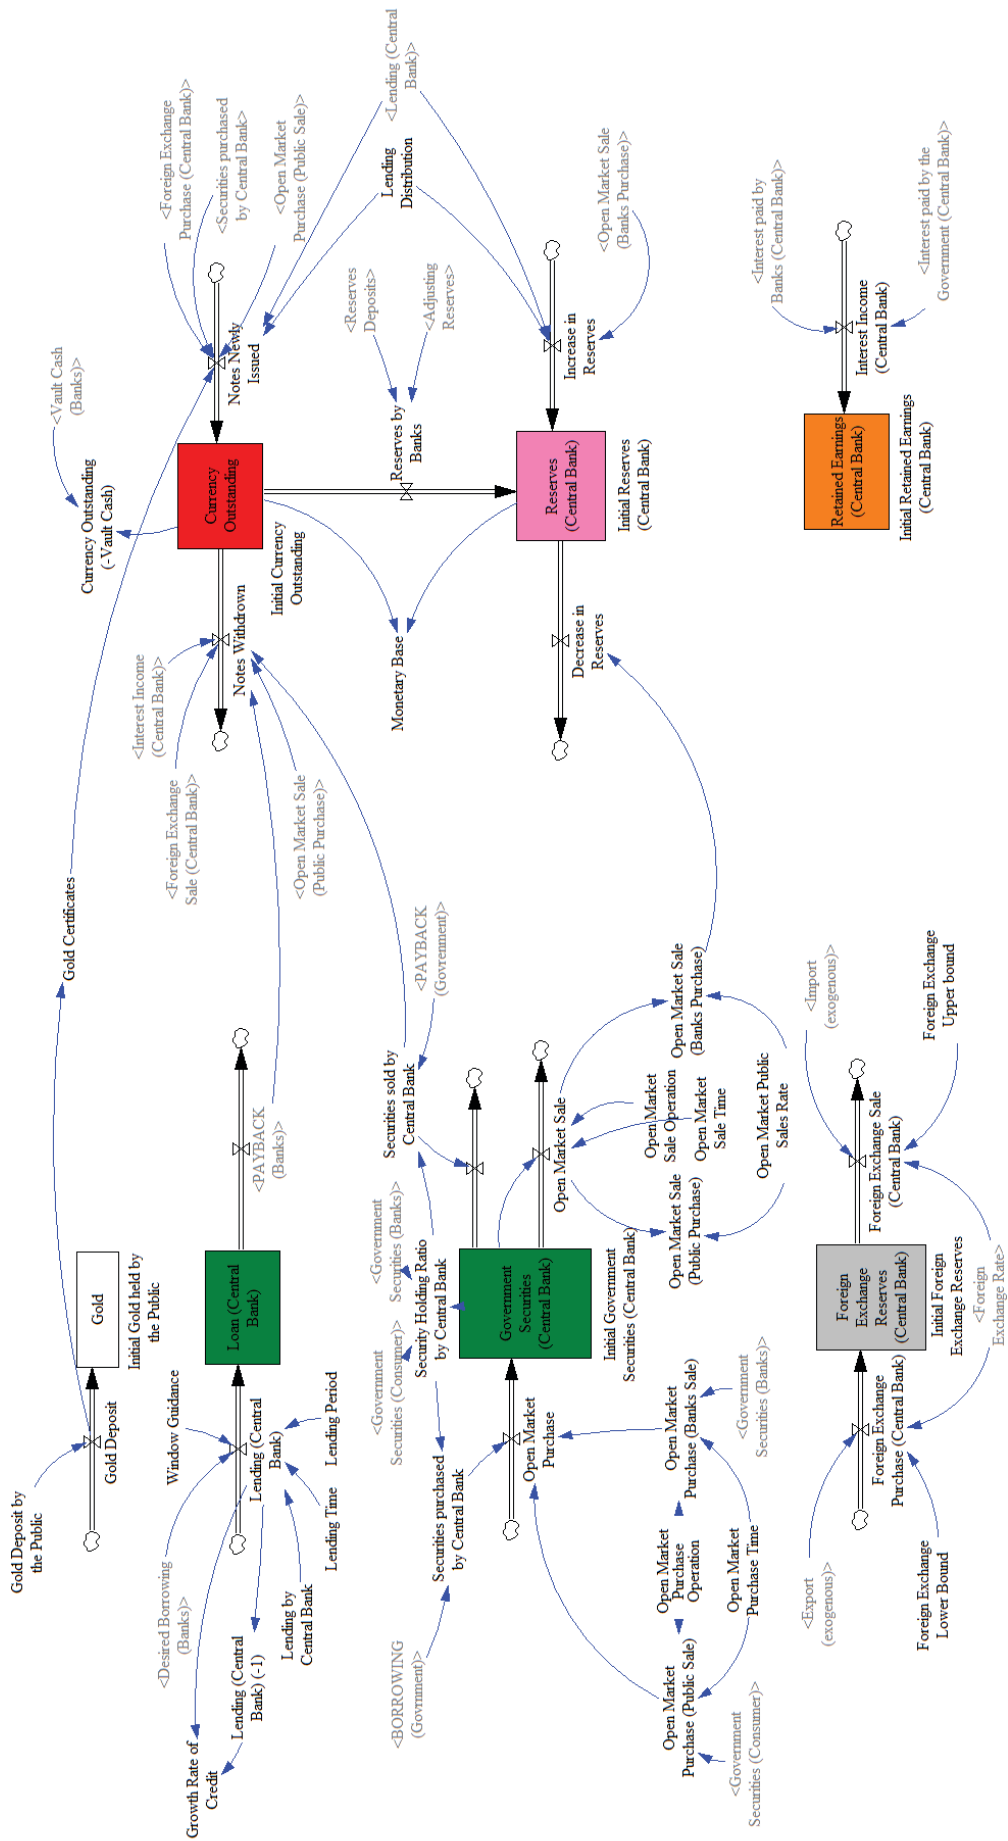 Gold Deposit by
the Public
Gold Deposit
Gold
Initial Gold held by
the Public
Gold Certificates
Currency Outstanding
(-Vault Cash)
<Vault Cash
(Banks)>
<Desired Borrowing
(Banks)>
Window Guidance
Growth Rate of
Credit
Lending (Central
Bank) (-1)
Lending (Central
Bank)
Lending by
Central Bank
Lending Time
Lending Period
Loan (Central
Bank)
<PAYBACK
(Banks)>
<Interest Income
(Central Bank)>
<Foreign Exchange
Sale (Central Bank)>
<Open Market Sale
(Public Purchase)>
Notes Withdrown
Currency
Outstanding
Initial Currency
Outstanding
Notes Newly
Issued
<Foreign Exchange
Purchase (Central Bank)>
<Securities purchased
by Central Bank>
<Open Market
Purchase (Public Sale)>
<Lending (Central
Bank)>
Lending
Distribution
<Reserves
Deposits>
<Adjusting
Reserves>
Reserves by
Banks
Monetary Base
<BORROWING
(Govrnment)>
Securities purchased
by Central Bank
<Government
Securities (Consumer)>
<Government
Securities (Banks)>
Security Holding Ratio
by Central Bank
Securities sold by
Central Bank
<PAYBACK
(Govrenment)>
Open Market
Purchase
Government
Securities
(Central Bank)
Initial Government
Securities (Central Bank)
Open Market Sale
Decrease in
Reserves
Reserves
(Central Bank)
Initial Reserves
(Central Bank)
Increase in
Reserves
<Open Market Sale
(Banks Purchase)>
Open Market
Purchase (Public Sale)
<Government
Securities (Consumer)>
Open Market
Purchase
Operation
Open Market
Purchase Time
Open Market
Purchase (Banks Sale)
<Government
Securities (Banks)>
Open Market Sale
(Public Purchase)
Open Market
Sale Operation
Open Market
Sale Time
Open Market Sale
(Banks Purchase)
Open Market Public
Sales Rate
<Export
(exogenous)>
Foreign Exchange
Lower Bound
Foreign Exchange
Purchase (Central Bank)
Foreign
Exchange
Reserves
(Central Bank)
Initial Foreign
Exchange Reserves
<Foreign
Exchange Rate>
Foreign Exchange Sale
(Central Bank)
<Import
(exogenous)>
Foreign Exchange
Upper bound
Retained Earnings
(Central Bank)
Initial Retained Earnings
(Central Bank)
Interest Income
(Central Bank)
<Interest paid by
Banks (Central Bank)>
<Interest paid by the
Government (Central Bank)>